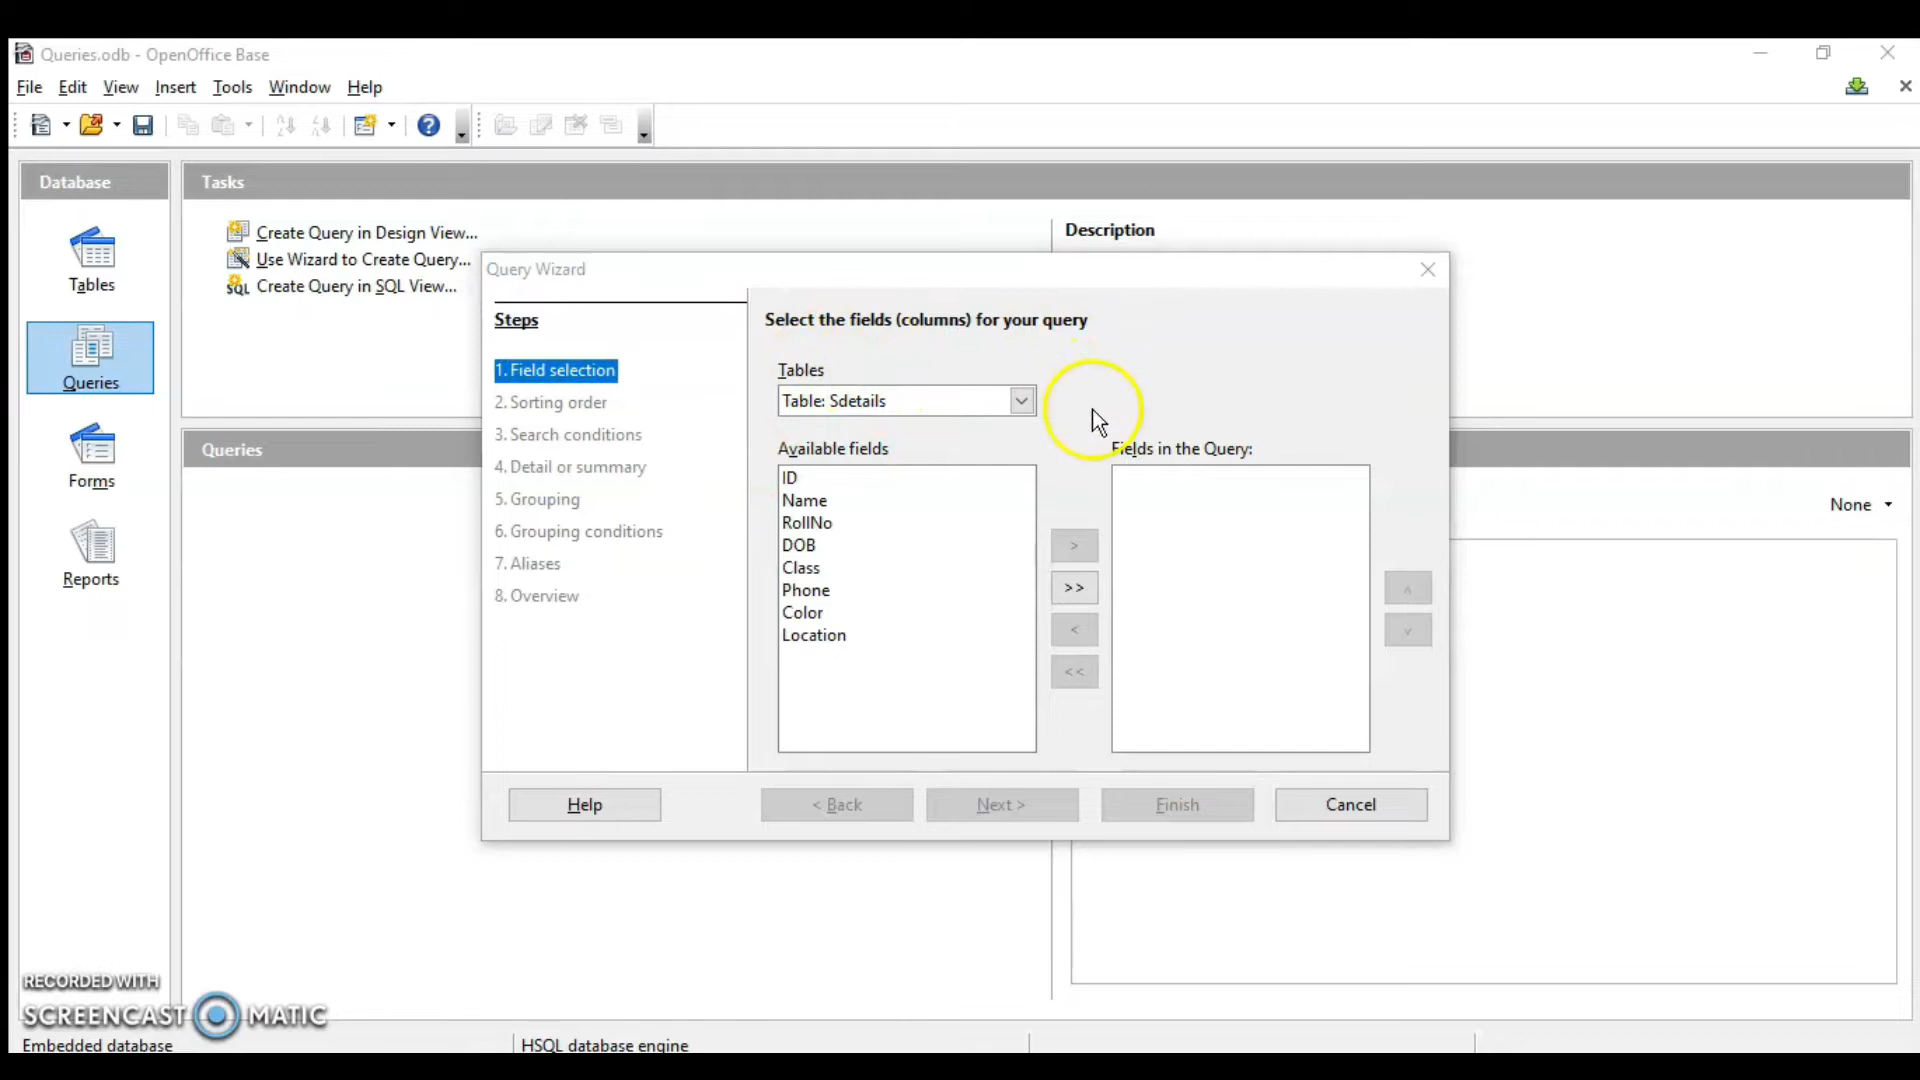 Queries.odb - OpenOffice Base
File Edit View Insert Tools Window Help
Database
Tables
Queries
Forms
Reports
Tasks
Create Query in Design View...
Use Wizard to Create Query...
SQL Create Query in SQL View...
Description
Queries
None
Query Wizard
Steps
1. Field selection
2. Sorting order
3. Search conditions
4. Detail or summary
5. Grouping
6. Grouping conditions
7. Aliases
8. Overview
Select the fields (columns) for your query
Tables
Table: Sdetails
Available fields
ID
Name
RollNo
DOB
Class
Phone
Color
Location
>
>>
<
<<
Fields in the Query:
^
v
Help
< Back
Next >
Finish
Cancel
RECORDED WITH
SCREENCAST MATIC
Embedded database
HSQL database engine